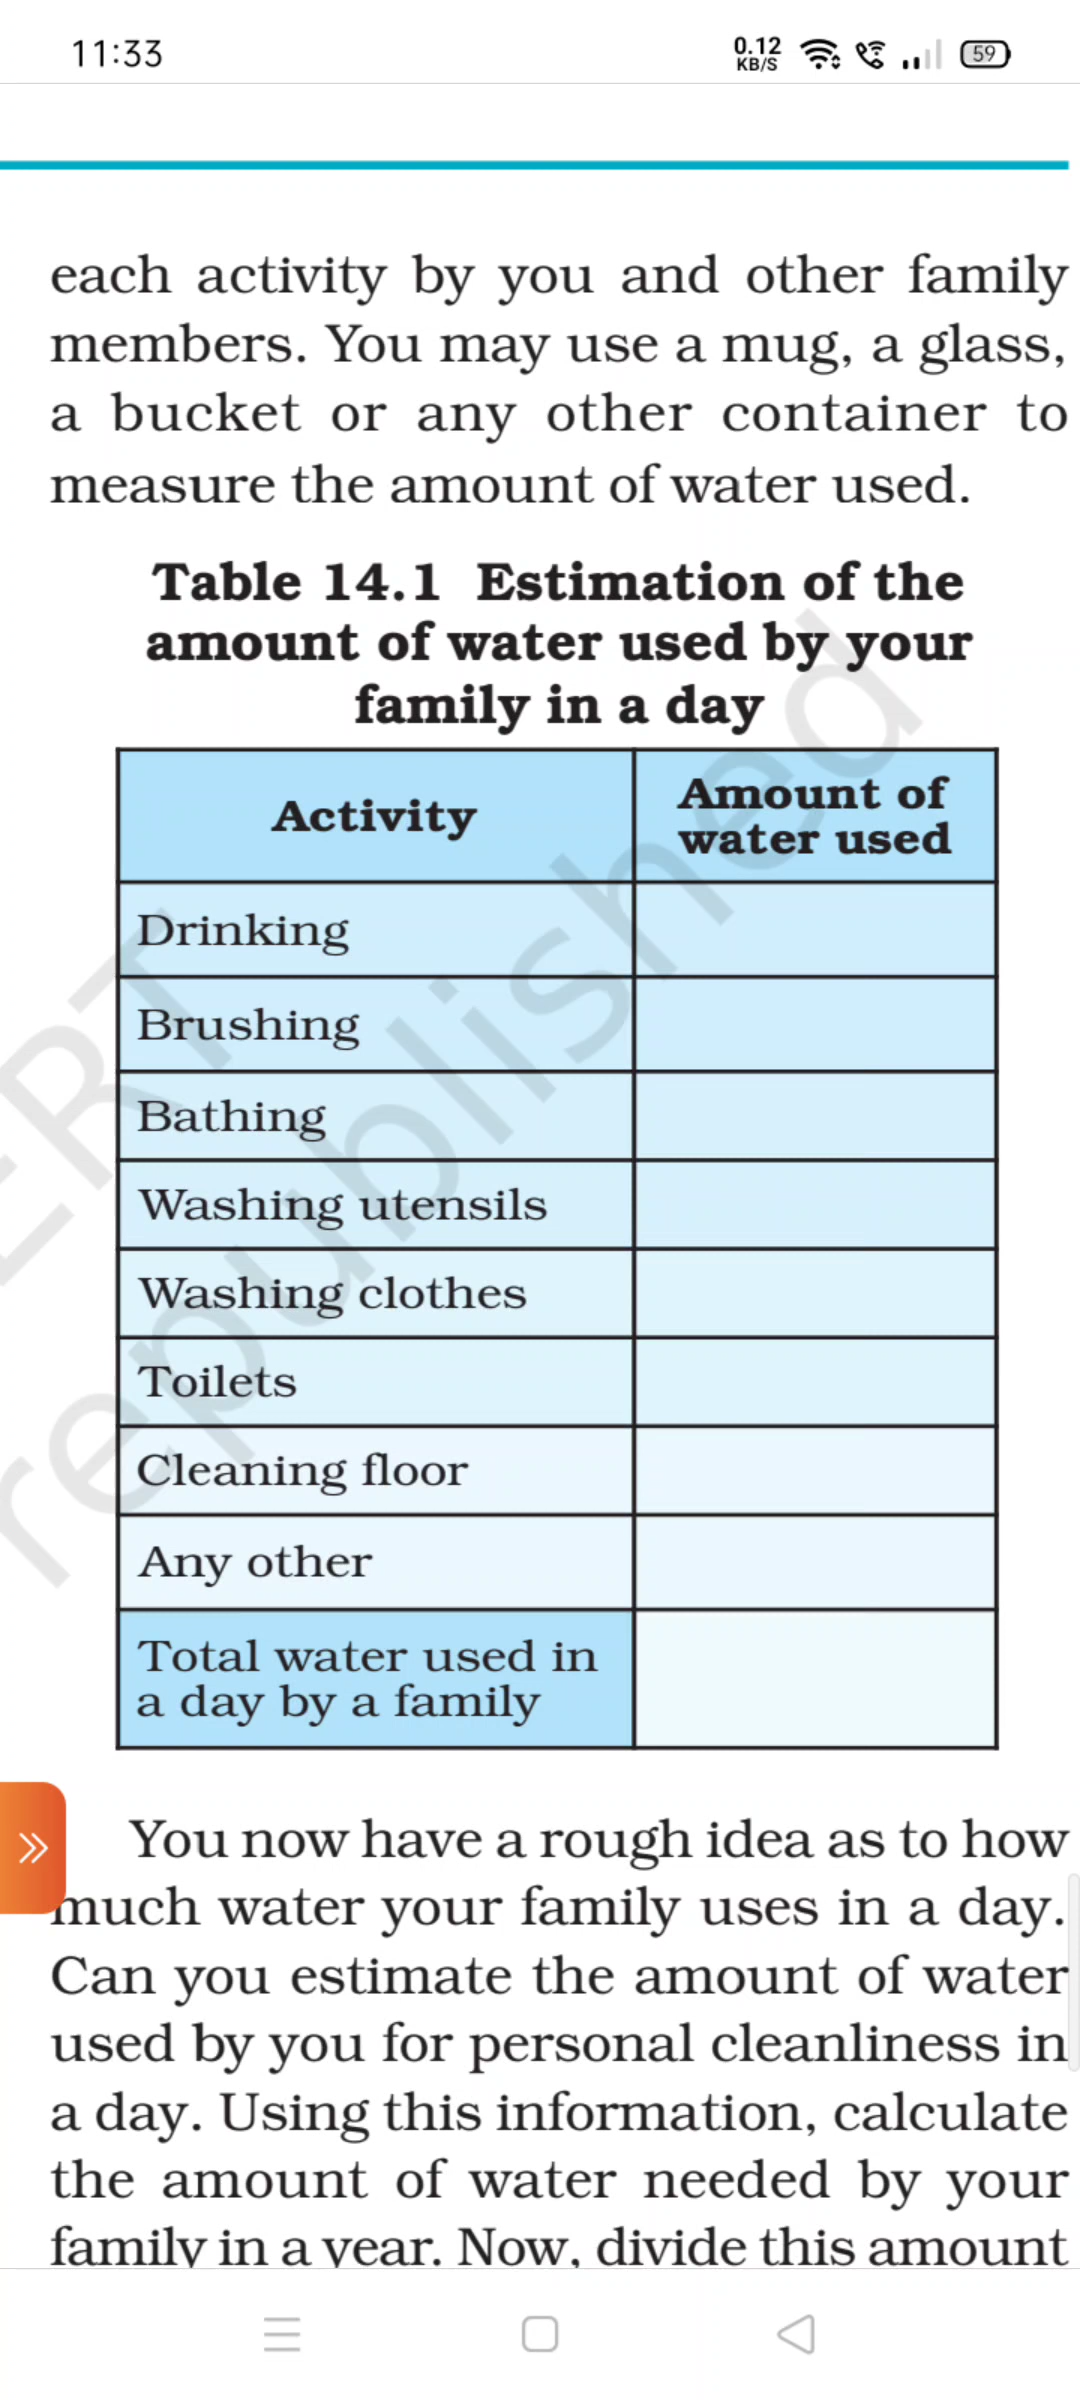 11:33
0.12
KB/S
59
each activity by you and other family
members. You may use a mug, a glass,
a bucket or any other container to
measure the amount of water used.
Table 14.1 Estimation of the
amount of water used by your
family in a day
Activity
Amount of
water used
Drinking
Brushing
Bathing
Washing utensils
Washing clothes
Toilets
Cleaning floor
Any other
Total water used in
a day by a family
You now have a rough idea as to how
much water your family uses in a day.
Can you estimate the amount of water
used by you for personal cleanliness in
a day. Using this information, calculate
the amount of water needed by your
family in a year. Now, divide this amount
ERT
republished